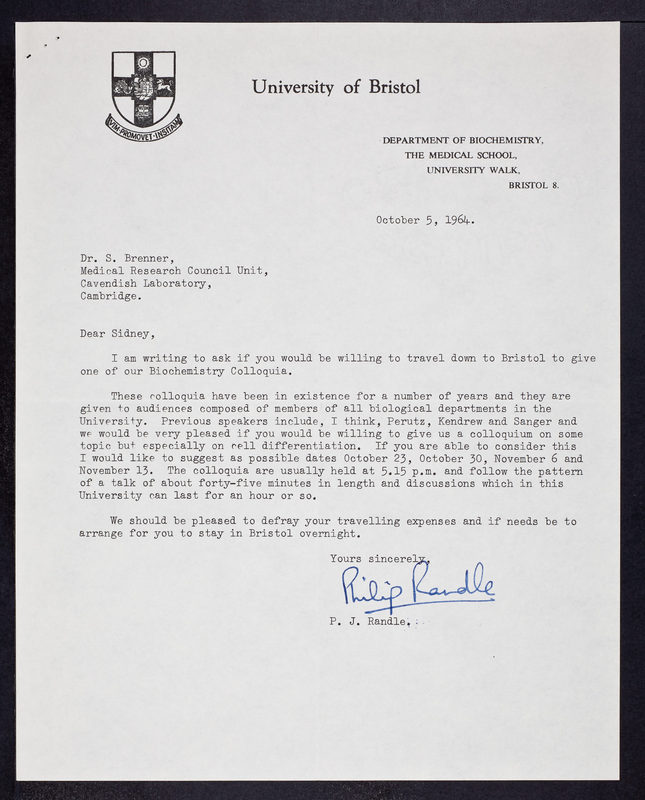 VIM·PROMOVET·INSITAM
University of Bristol
DEPARTMENT OF BIOCHEMISTRY,
THE MEDICAL SCHOOL,
UNIVERSITY WALK,
BRISTOL 8.
October 5, 1964.
Dr. S. Brenner,
Medical Research Council Unit,
Cavendish Laboratory,
Cambridge.
Dear Sidney,
I am writing to ask if you would be willing to travel down to Bristol to give
one of our Biochemistry Colloquia.
These colloquia have been in existence for a number of years and they are
given to audiences composed of members of all biological departments in the
University. Previous speakers include, I think, Perutz, Kendrew and Sanger and
we would be very pleased if you would be willing to give us a colloquium on some
topic but especially on cell differentiation. If you are able to consider this
I would like to suggest as possible dates October 23, October 30, November 6 and
November 13. The colloquia are usually held at 5.15 p.m. and follow the pattern
of a talk of about forty-five minutes in length and discussions which in this
University can last for an hour or so.
We should be pleased to defray your travelling expenses and if needs be to
arrange for you to stay in Bristol overnight.
Yours sincerely,
Philip Randle
P. J. Randle.